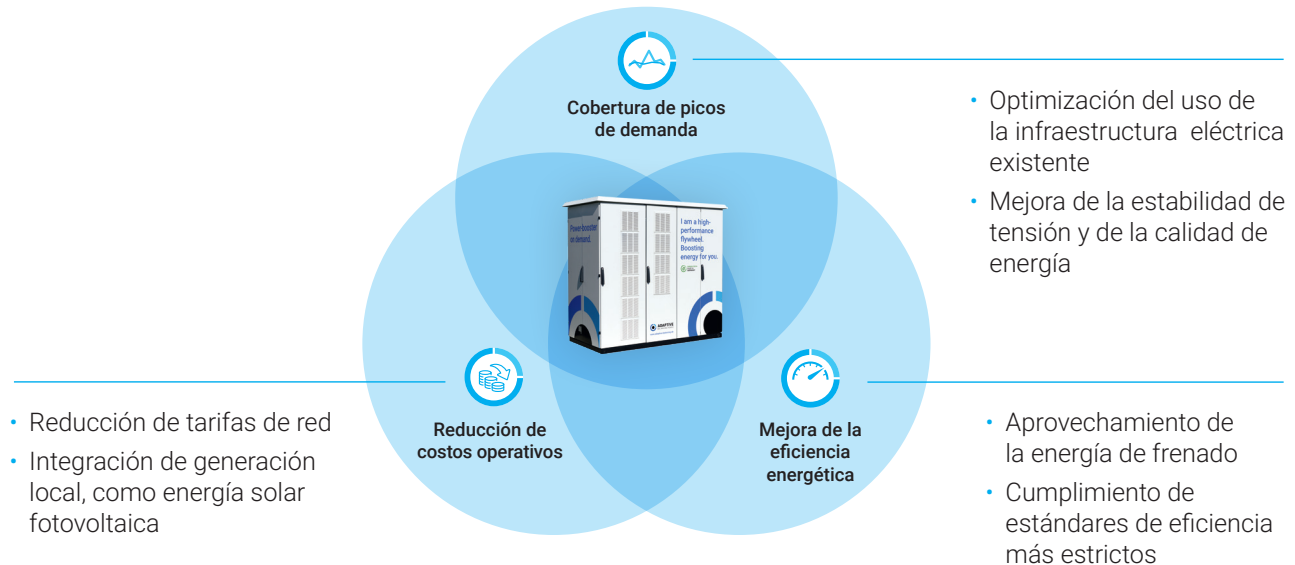 Cobertura de picos
de demanda
• Optimización del uso de
la infraestructura eléctrica
existente
• Mejora de la estabilidad de
tensión y de la calidad de
energía
Power-booster
on demand.
I am a high-
performance
flywheel.
Boosting
energy for you.
ADAPTIVE
Reducción de
costos operativos
• Reducción de tarifas de red
• Integración de generación
local, como energía solar
fotovoltaica
Mejora de la
eficiencia
energética
• Aprovechamiento de
la energía de frenado
• Cumplimiento de
estándares de eficiencia
más estrictos